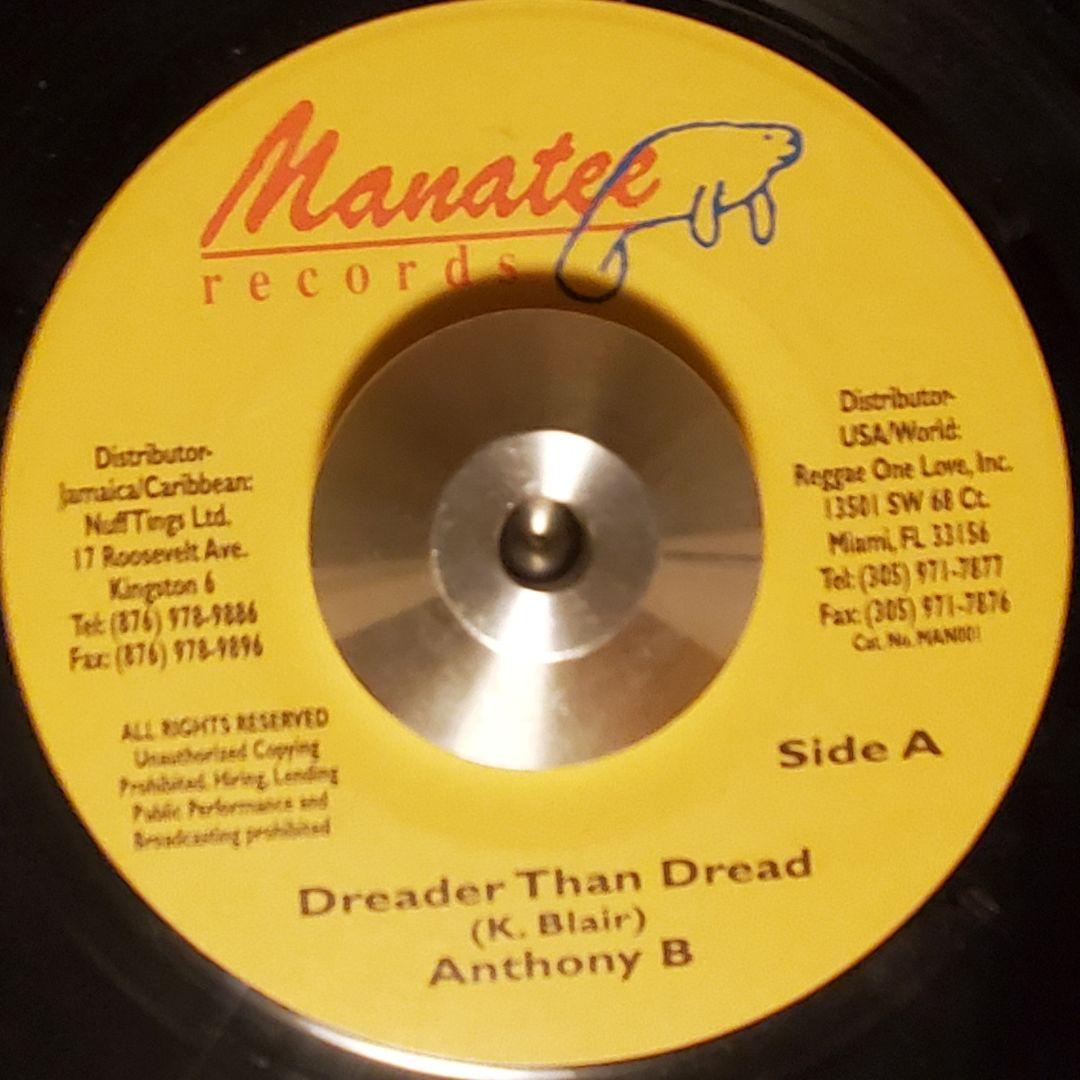 Manatee
records
Distributor-
Jamaica/Caribbean:
Nuff Tings Ltd.
17 Roosevelt Ave.
Kingston 6
Tel: (876) 978-9886
Fax: (876) 978-9896
Distributor-
USA/World:
Reggae One Love, Inc.
13501 SW 68 Ct.
Miami, FL 33156
Tel: (305) 971-7877
Fax: (305) 971-7876
Cat. No. MAN001
ALL RIGHTS RESERVED
Unauthorized Copying
Prohibited. Hiring, Lending
Public Performance and
Broadcasting prohibited
Side A
Dreader Than Dread
(K. Blair)
Anthony B